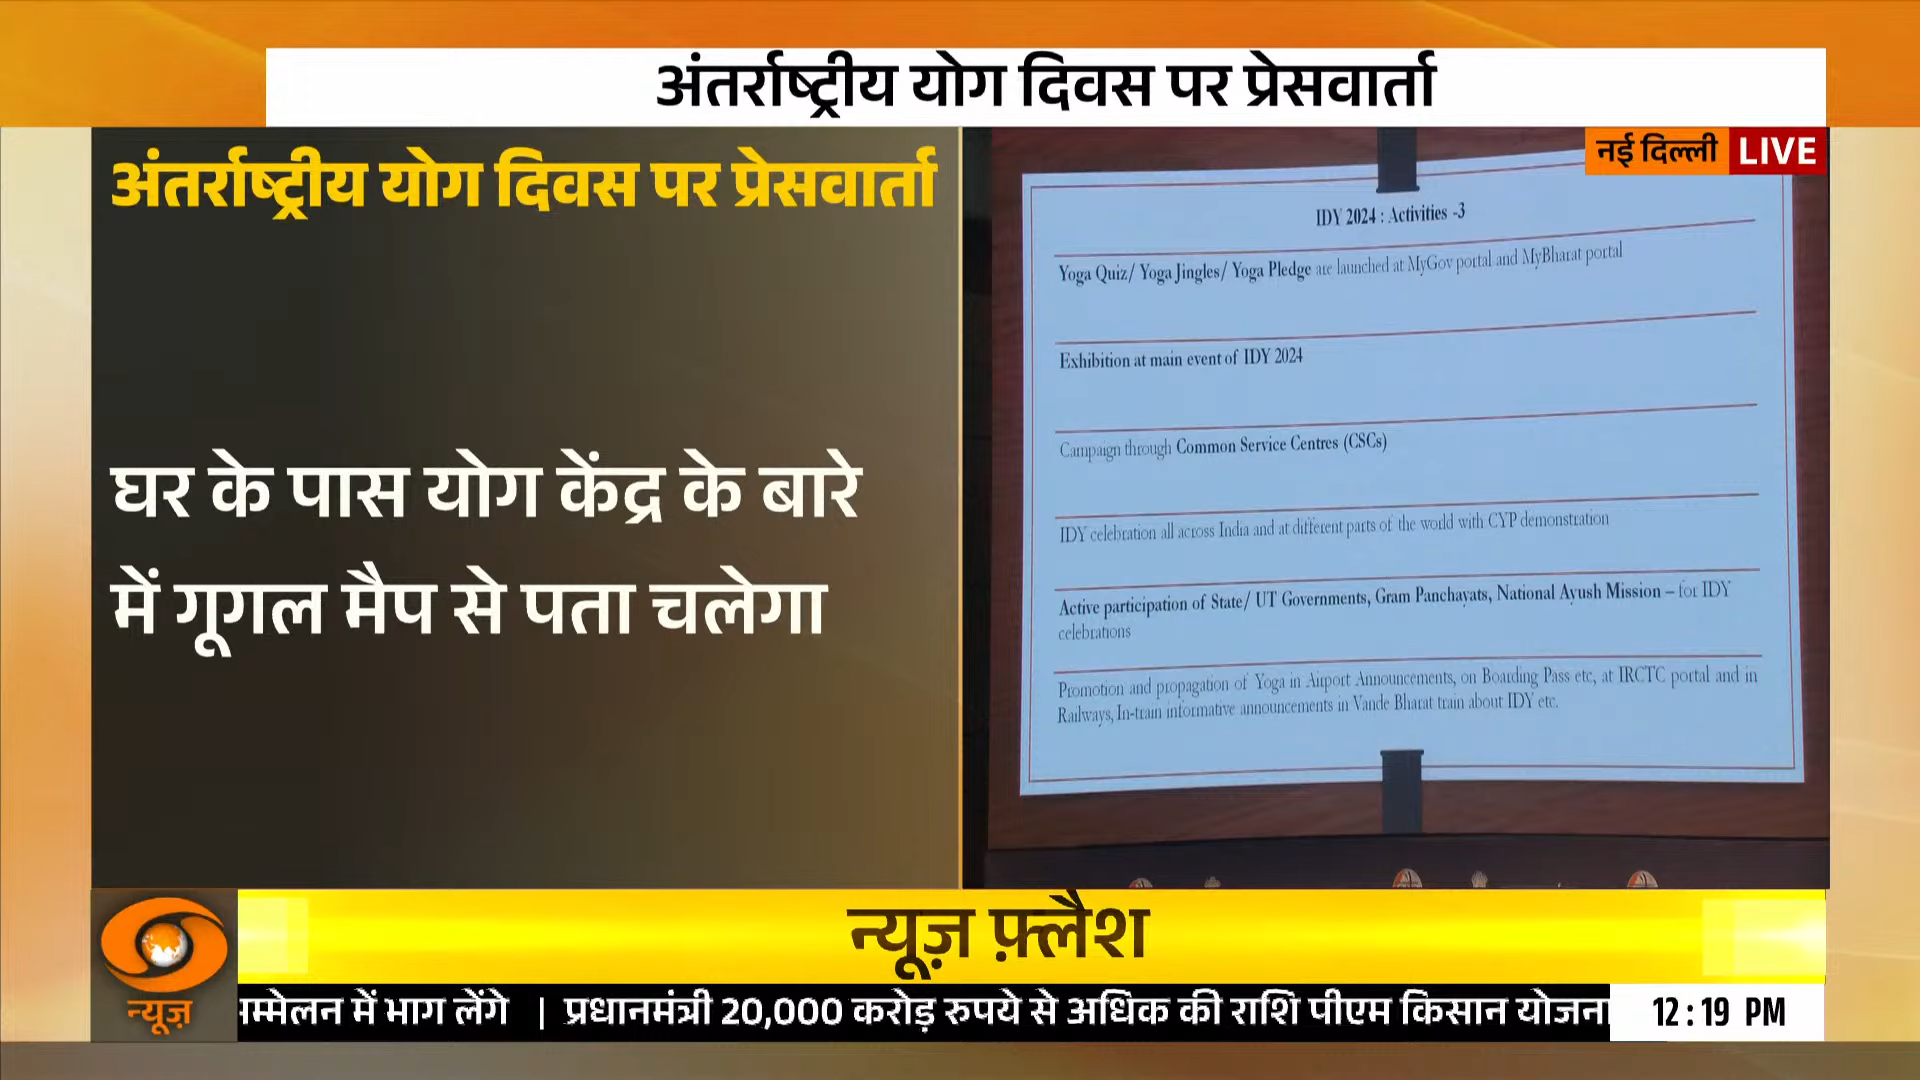 अंतर्राष्ट्रीय योग दिवस पर प्रेसवार्ता
अंतर्राष्ट्रीय योग दिवस पर प्रेसवार्ता
घर के पास योग केंद्र के बारे
में गूगल मैप से पता चलेगा
नई दिल्ली LIVE
IDY 2024 : Activities -3
Yoga Quiz/ Yoga Jingles/ Yoga Pledge are launched at MyGov portal and MyBharat portal
Exhibition at main event of IDY 2024
Campaign through Common Service Centres (CSCs)
IDY celebration all across India and at different parts of the world with CYP demonstration
Active participation of State/ UT Governments, Gram Panchayats, National Ayush Mission – for IDY
celebrations
Promotion and propagation of Yoga in Airport Announcements, on Boarding Pass etc, at IRCTC portal and in
Railways, In-train informative announcements in Vande Bharat train about IDY etc.
न्यूज़ फ़्लैश
न्यूज़
में भाग लेंगे | प्रधानमंत्री 20,000 करोड़ रुपये से अधिक की राशि पीएम किसान योजना
12:19 PM